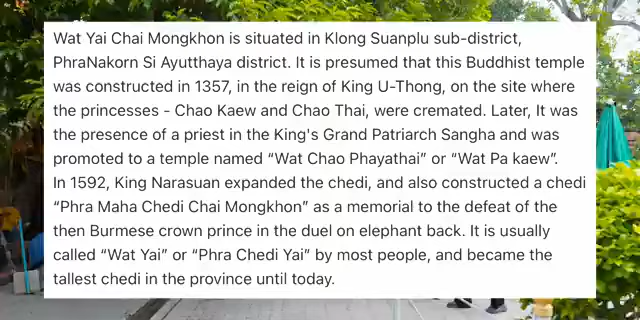 Wat Yai Chai Mongkhon is situated in Klong Suanplu sub-district,
PhraNakorn Si Ayutthaya district. It is presumed that this Buddhist temple
was constructed in 1357, in the reign of King U-Thong, on the site where
the princesses - Chao Kaew and Chao Thai, were cremated. Later, It was
the presence of a priest in the King's Grand Patriarch Sangha and was
promoted to a temple named “Wat Chao Phayathai” or “Wat Pa kaew”.
In 1592, King Narasuan expanded the chedi, and also constructed a chedi
“Phra Maha Chedi Chai Mongkhon” as a memorial to the defeat of the
then Burmese crown prince in the duel on elephant back. It is usually
called “Wat Yai” or “Phra Chedi Yai” by most people, and became the
tallest chedi in the province until today.